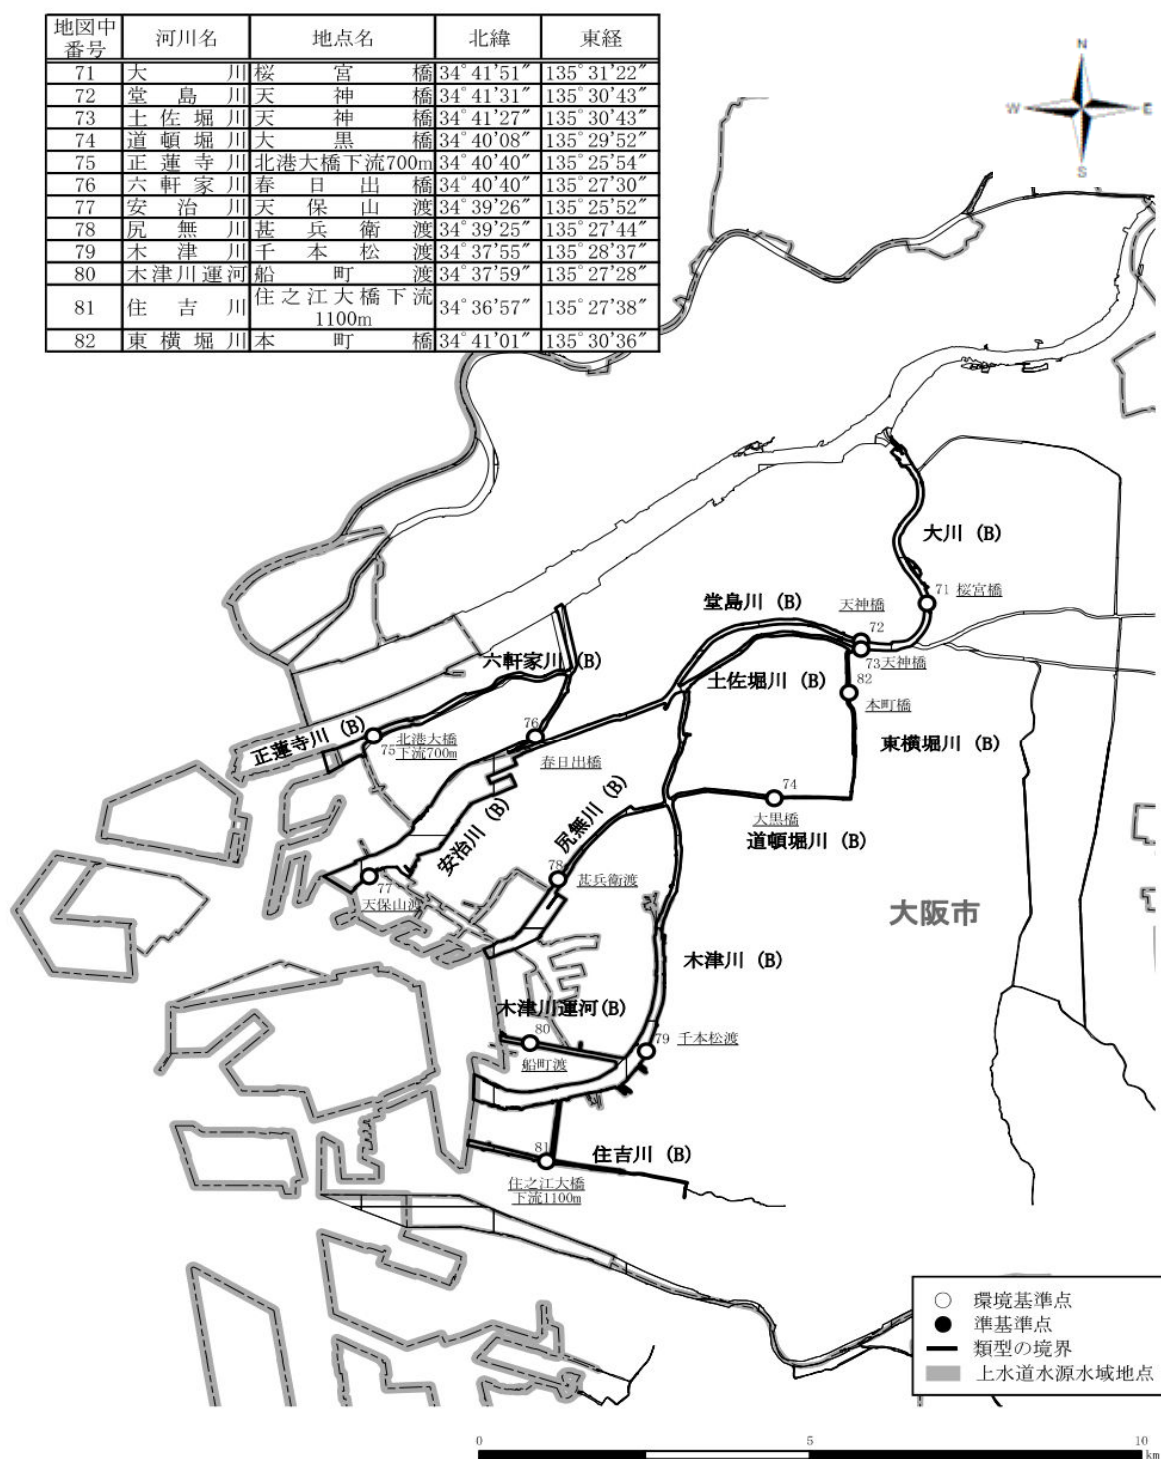 地図中番号 河川名 地点名 北緯 東経
71 大川 桜宮橋 34°41'51" 135°31'22"
72 堂島川 天神橋 34°41'31" 135°30'43"
73 土佐堀川 天神橋 34°41'27" 135°30'43"
74 道頓堀川 大黒橋 34°40'08" 135°29'52"
75 正蓮寺川 北港大橋下流700m 34°40'40" 135°25'54"
76 六軒家川 春日出橋 34°40'40" 135°27'30"
77 安治川 天保山渡 34°39'26" 135°25'52"
78 尻無川 甚兵衛渡 34°39'25" 135°27'44"
79 木津川 千本松渡 34°37'55" 135°28'37"
80 木津川運河 船町渡 34°37'59" 135°27'28"
81 住吉川 住之江大橋下流1100m 34°36'57" 135°27'38"
82 東横堀川 本町橋 34°41'01" 135°30'36"
N
W E
S
大川 (B)
71 桜宮橋
堂島川 (B)
天神橋
72
73天神橋
六軒家川 (B)
土佐堀川 (B)
82
本町橋
正蓮寺川 (B)
75
北港大橋
下流700m
76
春日出橋
東横堀川 (B)
74
大黒橋
道頓堀川 (B)
安治川 (B)
尻無川 (B)
78
甚兵衛渡
77
天保山渡
大阪市
木津川 (B)
木津川運河(B)
80
船町渡
79 千本松渡
81
住吉川 (B)
住之江大橋
下流1100m
環境基準点
準基準点
類型の境界
上水道水源水域地点
0 5 10
km